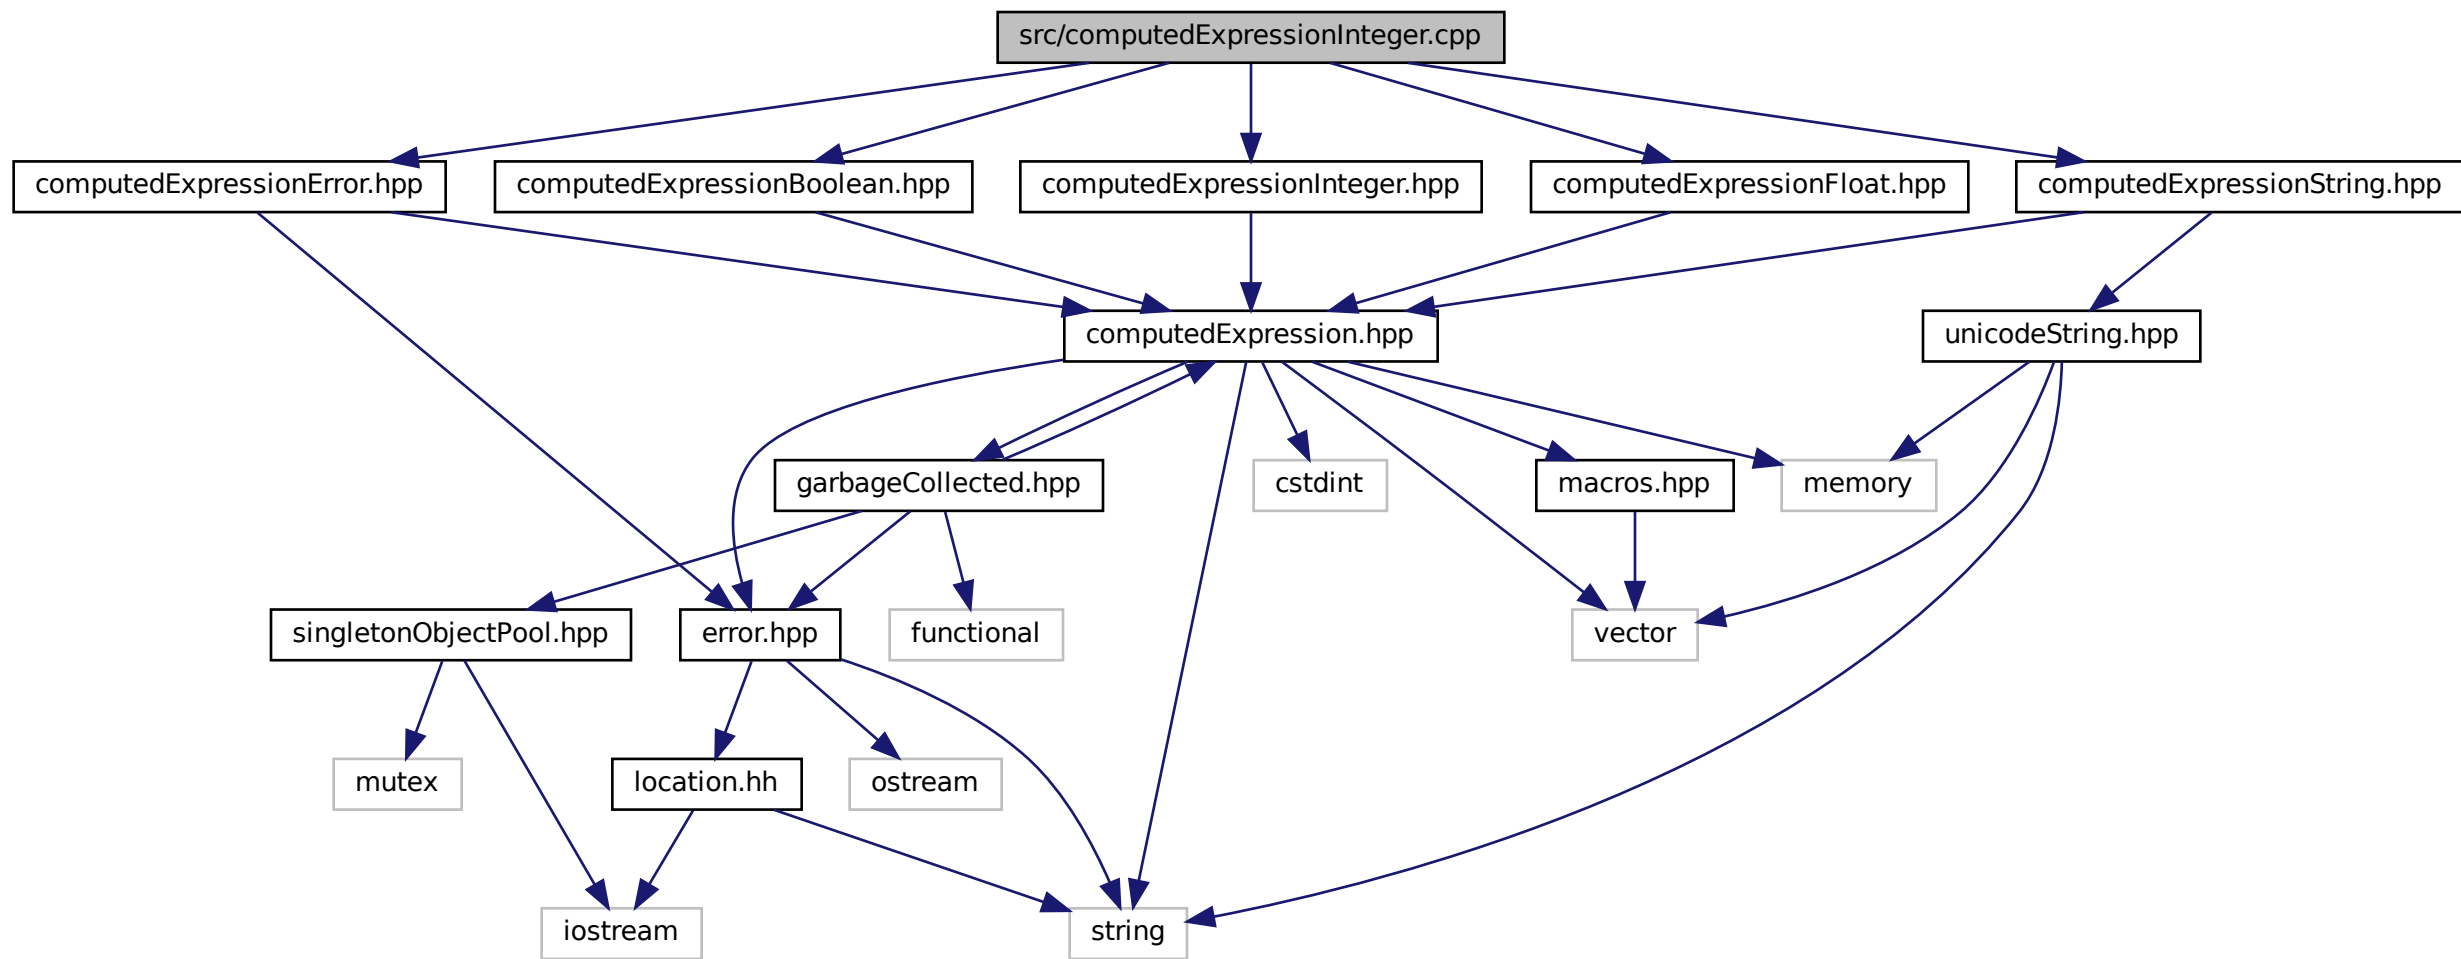 src/computedExpressionInteger.cpp
computedExpressionError.hpp
computedExpressionBoolean.hpp
computedExpressionInteger.hpp
computedExpressionFloat.hpp
computedExpressionString.hpp
computedExpression.hpp
unicodeString.hpp
garbageCollected.hpp
cstdint
macros.hpp
memory
singletonObjectPool.hpp
error.hpp
functional
vector
mutex
location.hh
ostream
iostream
string